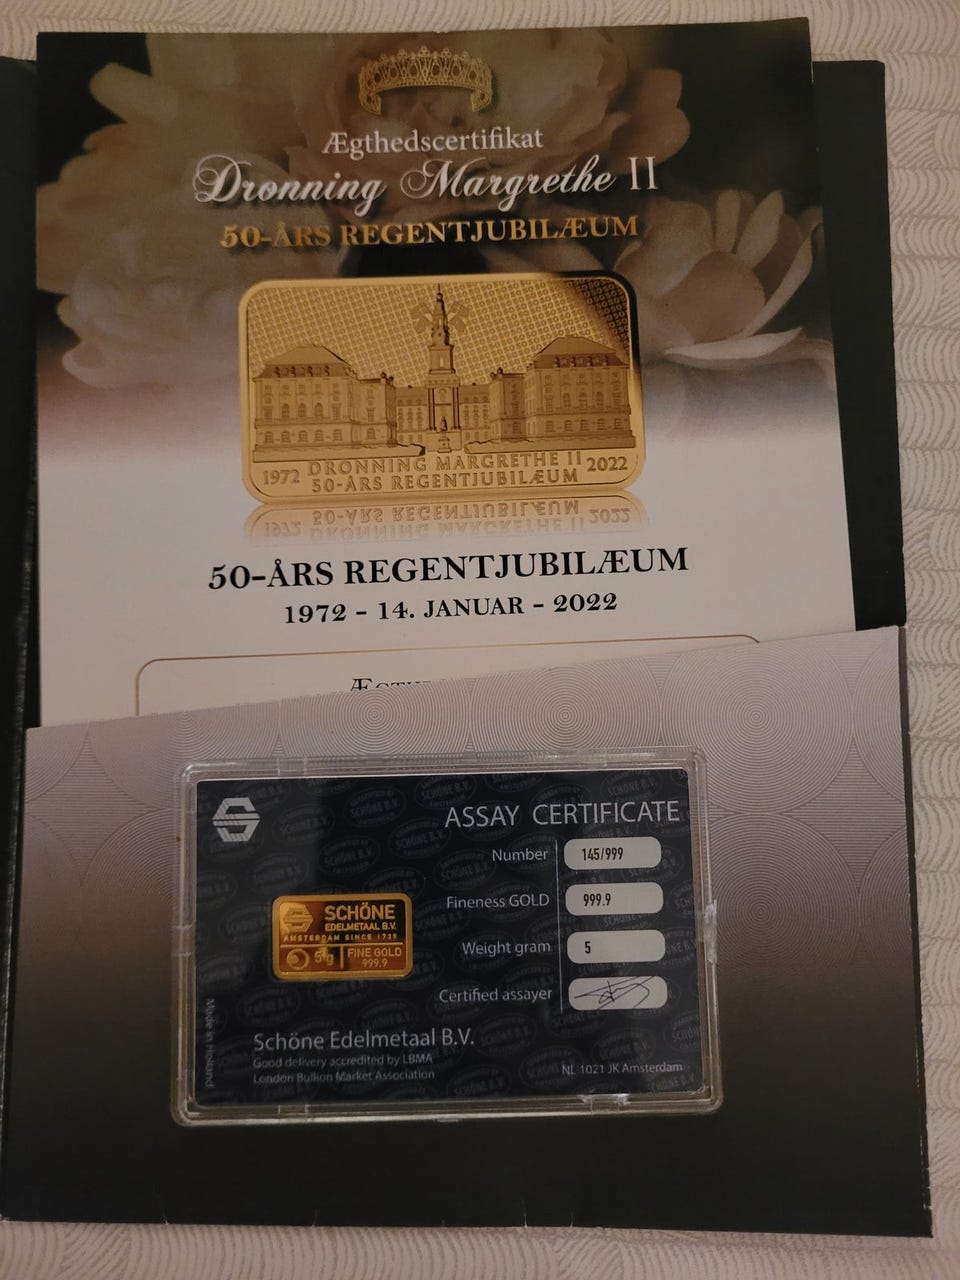 Ægthedscertifikat
Dronning Margrethe II
50-ÅRS REGENTJUBILÆUM
1972 DRONNING MARGRETHE II 2022
50-ÅRS REGENTJUBILÆUM
50-ÅRS REGENTJUBILÆUM
1972 - 14. JANUAR - 2022
ASSAY CERTIFICATE
Number 145/999
Fineness GOLD 999.9
Weight gram 5
Certified assayer
SCHÖNE
EDELMETAAL B.V.
AMSTERDAM SINCE 1739
5g FINE GOLD
999.9
Made in Holland
Schöne Edelmetaal B.V.
Good delivery accredited by LBMA
London Bullion Market Association
NL 1021 JK Amsterdam